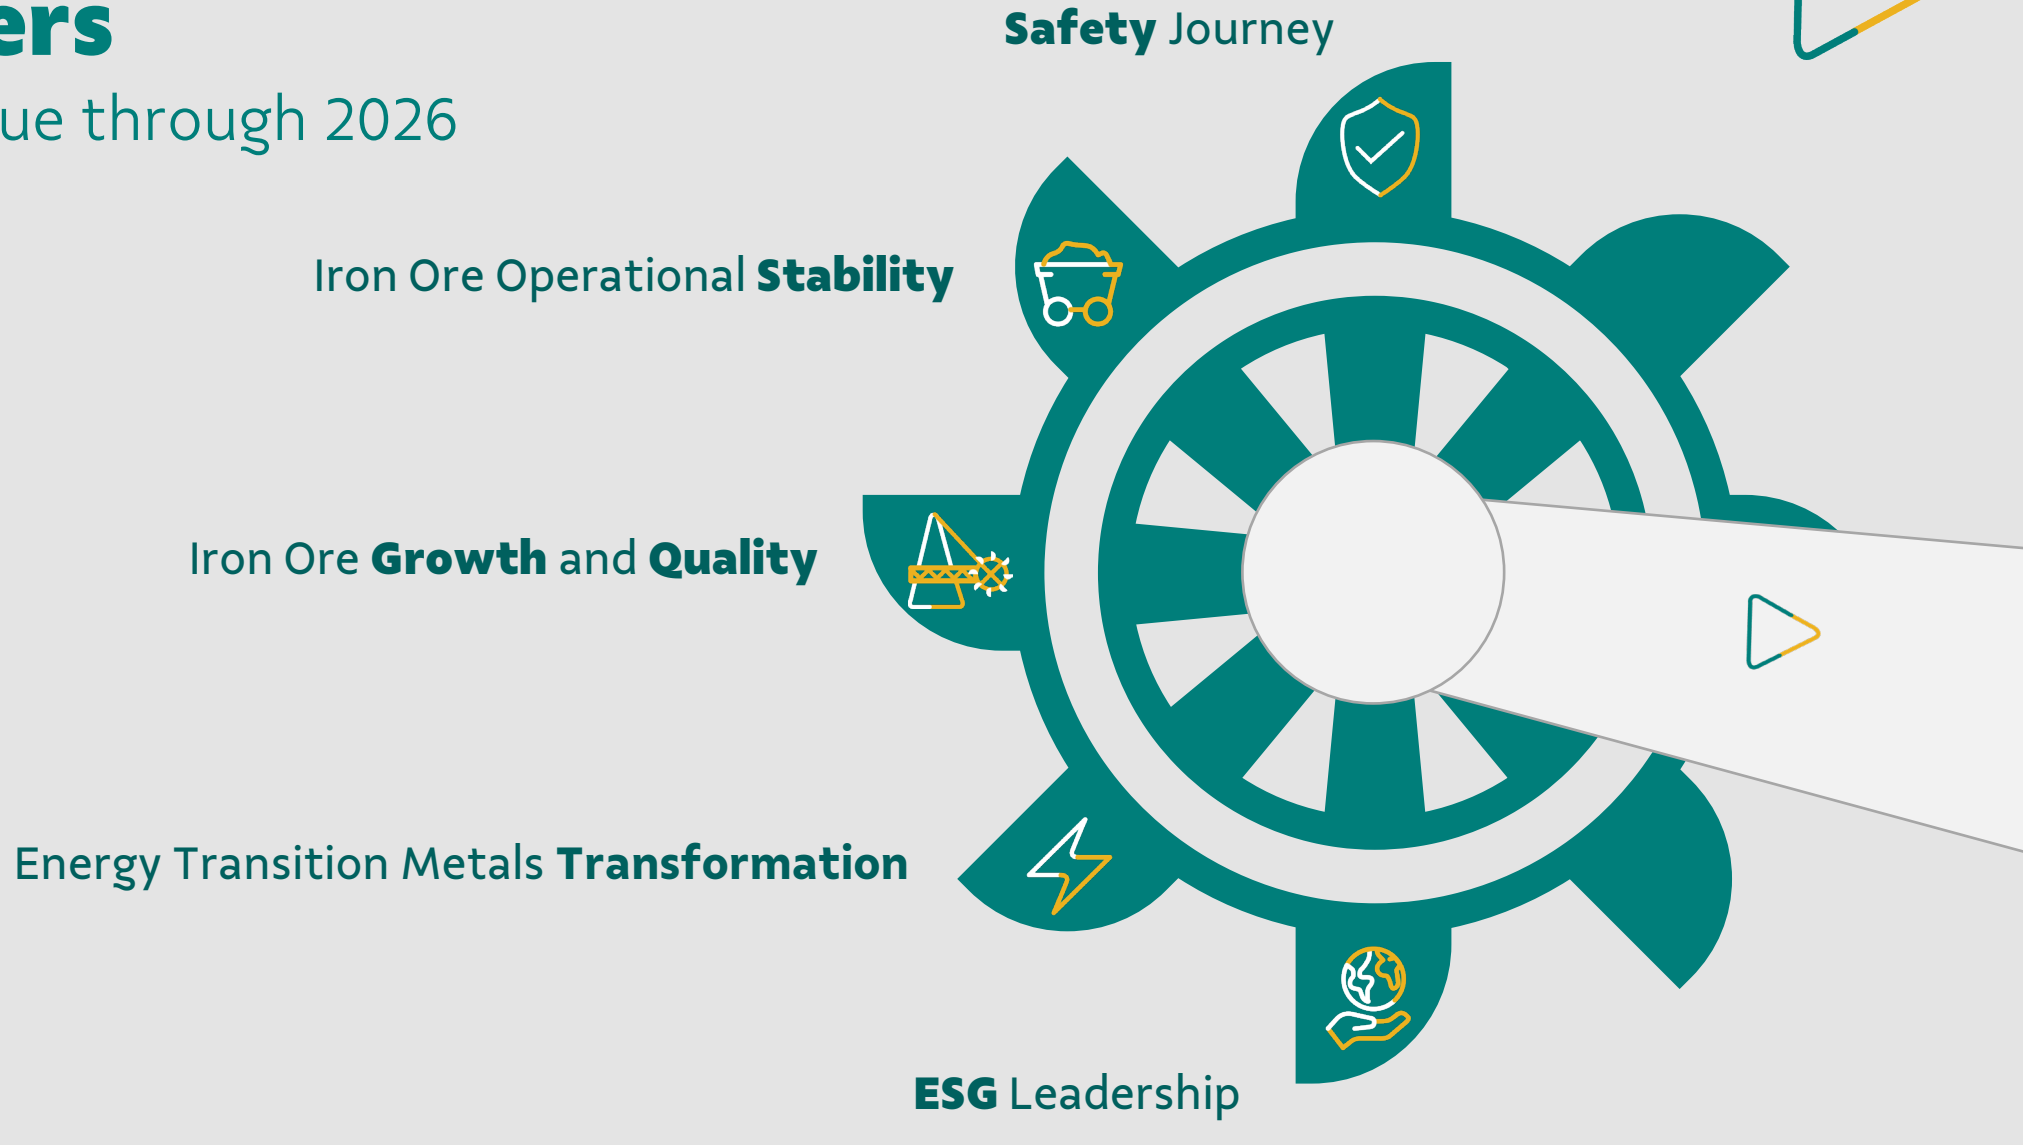 ers
ue through 2026
Safety Journey
Iron Ore Operational Stability
Iron Ore Growth and Quality
Energy Transition Metals Transformation
ESG Leadership